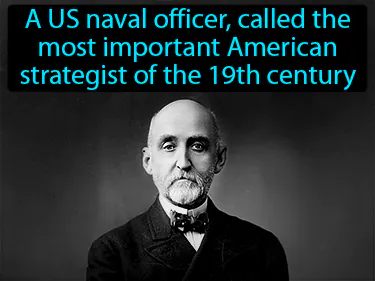 A US naval officer, called the
most important American
strategist of the 19th century